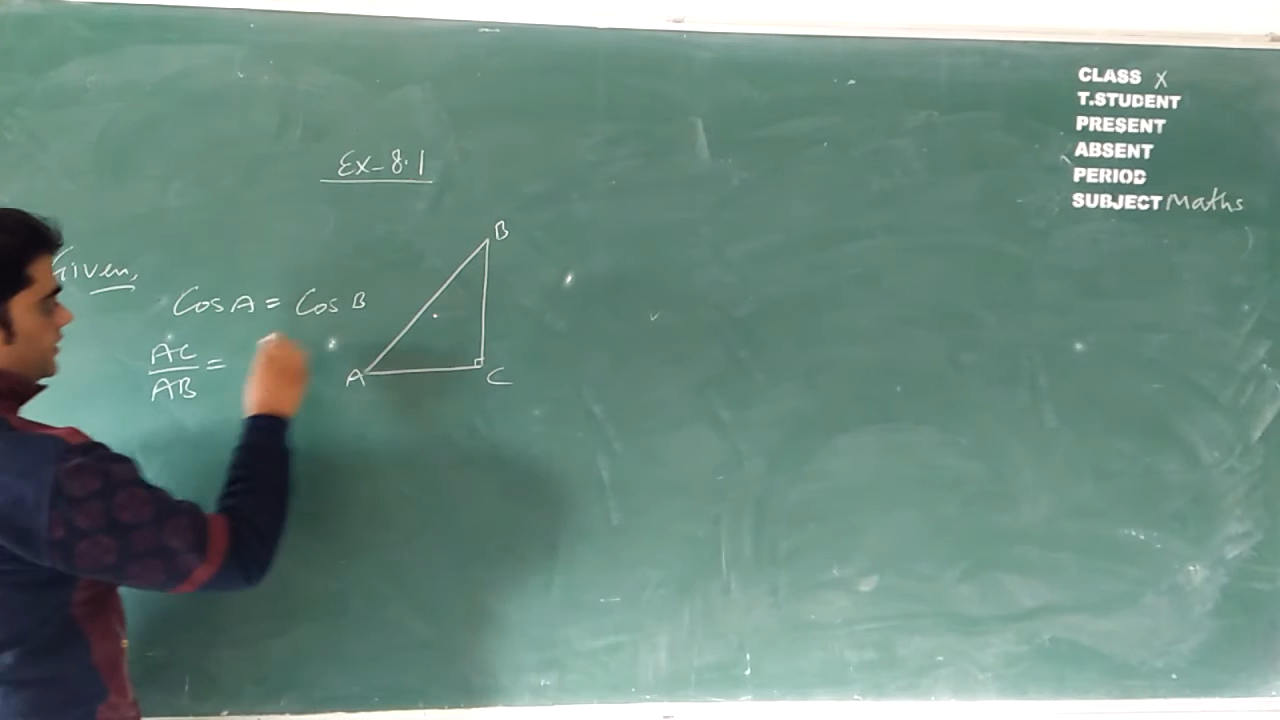 CLASS X
T.STUDENT
PRESENT
ABSENT
PERIOD
SUBJECT Maths
Ex-8.1
Given,
Cos A = Cos B
AC
AB
=
B
A
C